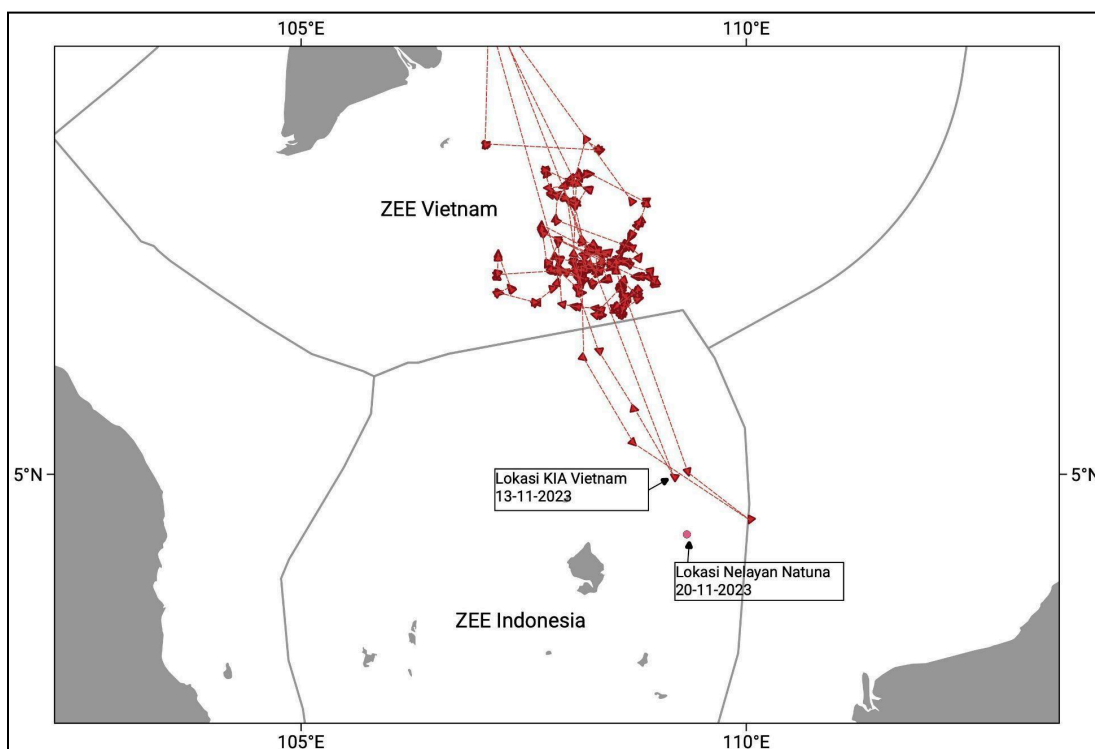 105°E
110°E
ZEE Vietnam
5°N
5°N
Lokasi KIA Vietnam
13-11-2023
Lokasi Nelayan Natuna
20-11-2023
ZEE Indonesia
105°E
110°E